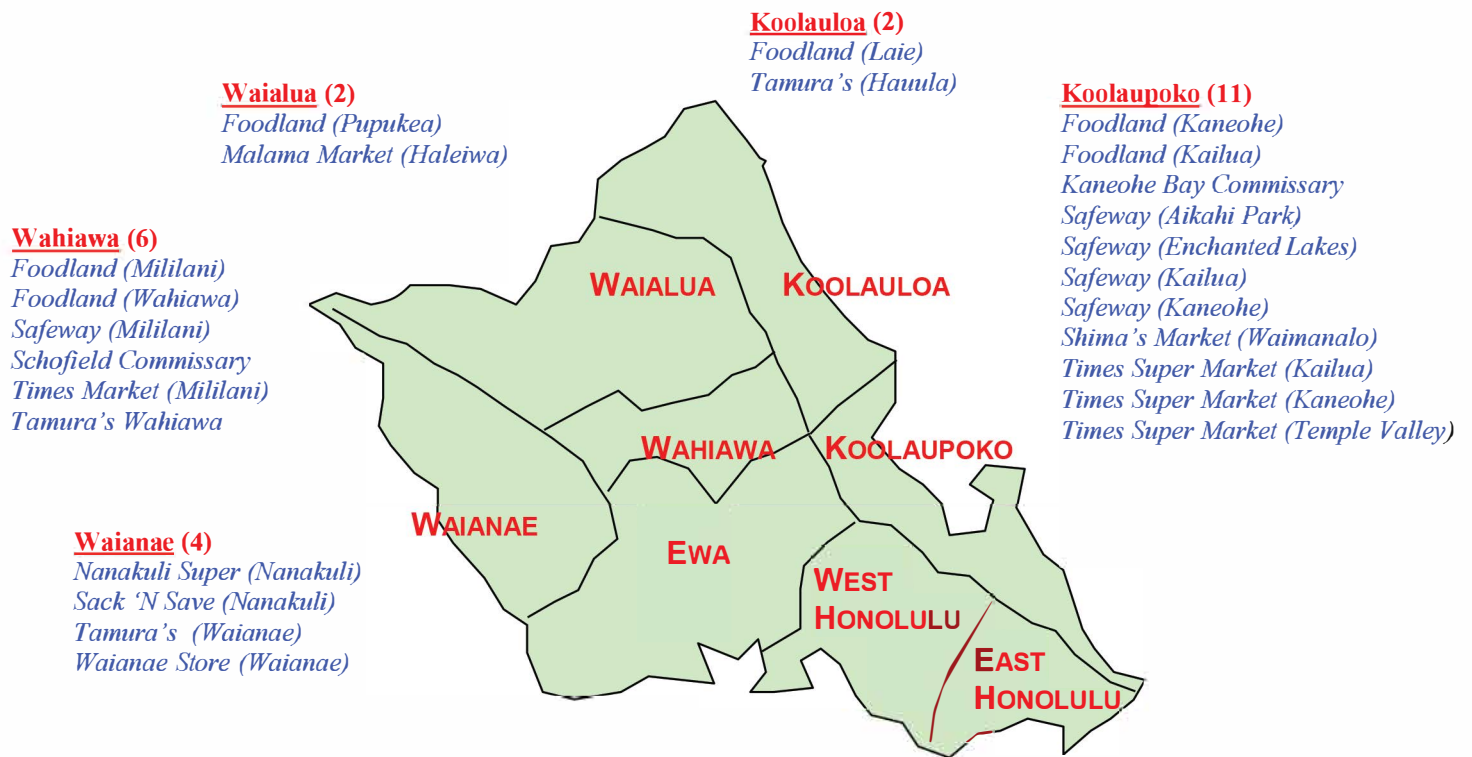 Koolauloa (2)
Foodland (Laie)
Tamura's (Hauula)
Waialua (2)
Foodland (Pupukea)
Malama Market (Haleiwa)
Koolaupoko (11)
Foodland (Kaneohe)
Foodland (Kailua)
Kaneohe Bay Commissary
Safeway (Aikahi Park)
Safeway (Enchanted Lakes)
Safeway (Kailua)
Safeway (Kaneohe)
Shima's Market (Waimanalo)
Times Super Market (Kailua)
Times Super Market (Kaneohe)
Times Super Market (Temple Valley)
Wahiawa (6)
Foodland (Mililani)
Foodland (Wahiawa)
Safeway (Mililani)
Schofield Commissary
Times Market (Mililani)
Tamura's Wahiawa
Waianae (4)
Nanakuli Super (Nanakuli)
Sack 'N Save (Nanakuli)
Tamura's (Waianae)
Waianae Store (Waianae)
WAIALUA
KOOLAULOA
WAHIAWA
KOOLAUPOKO
WAIANAE
EWA
WEST
HONOLULU
EAST
HONOLULU